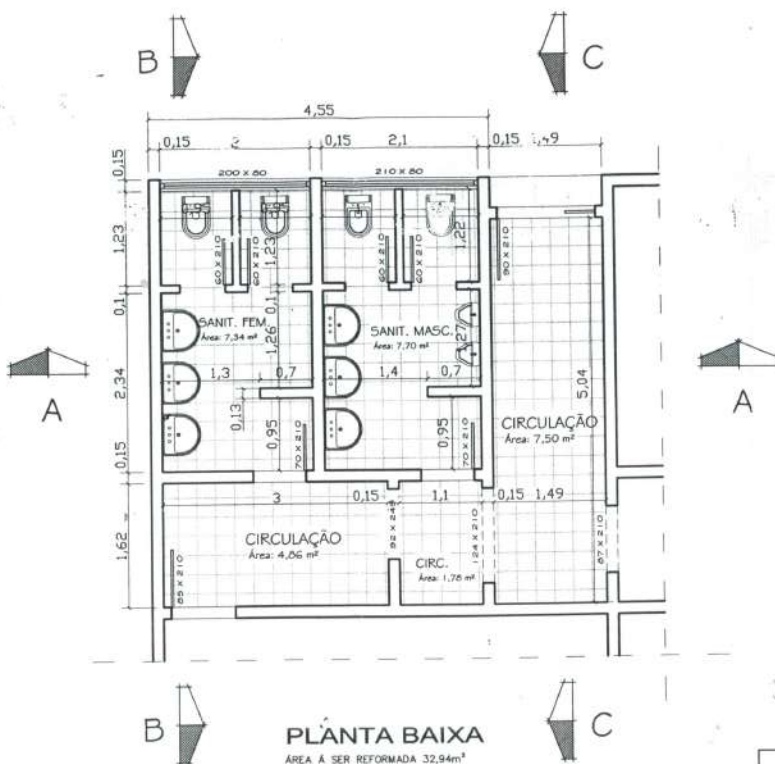 B
C
4,55
0,15 2 0,15 2,1 0,15 1,49
0,15
200 X 80
210 X 80
1,23
60 X 210
60 X 210
1,23
60 X 210
1,22
90 X 210
0,1
0,1
SANIT. FEM.
Área: 7,34 m²
SANIT. MASC.
Área: 7,70 m²
1,26
1,27
A
A
2,34
1,3 0,7
1,4 0,7
5,04
0,13
0,95
0,95
CIRCULAÇÃO
Área: 7,50 m²
70 X 210
70 X 210
0,15
3 0,15 1,1 0,15 1,49
1,62
CIRCULAÇÃO
Área: 4,86 m²
124 X 210
87 X 210
CIRC.
Área: 1,78 m²
85 X 210
B
C
PLANTA BAIXA
ÁREA Á SER REFORMADA 32,94m²